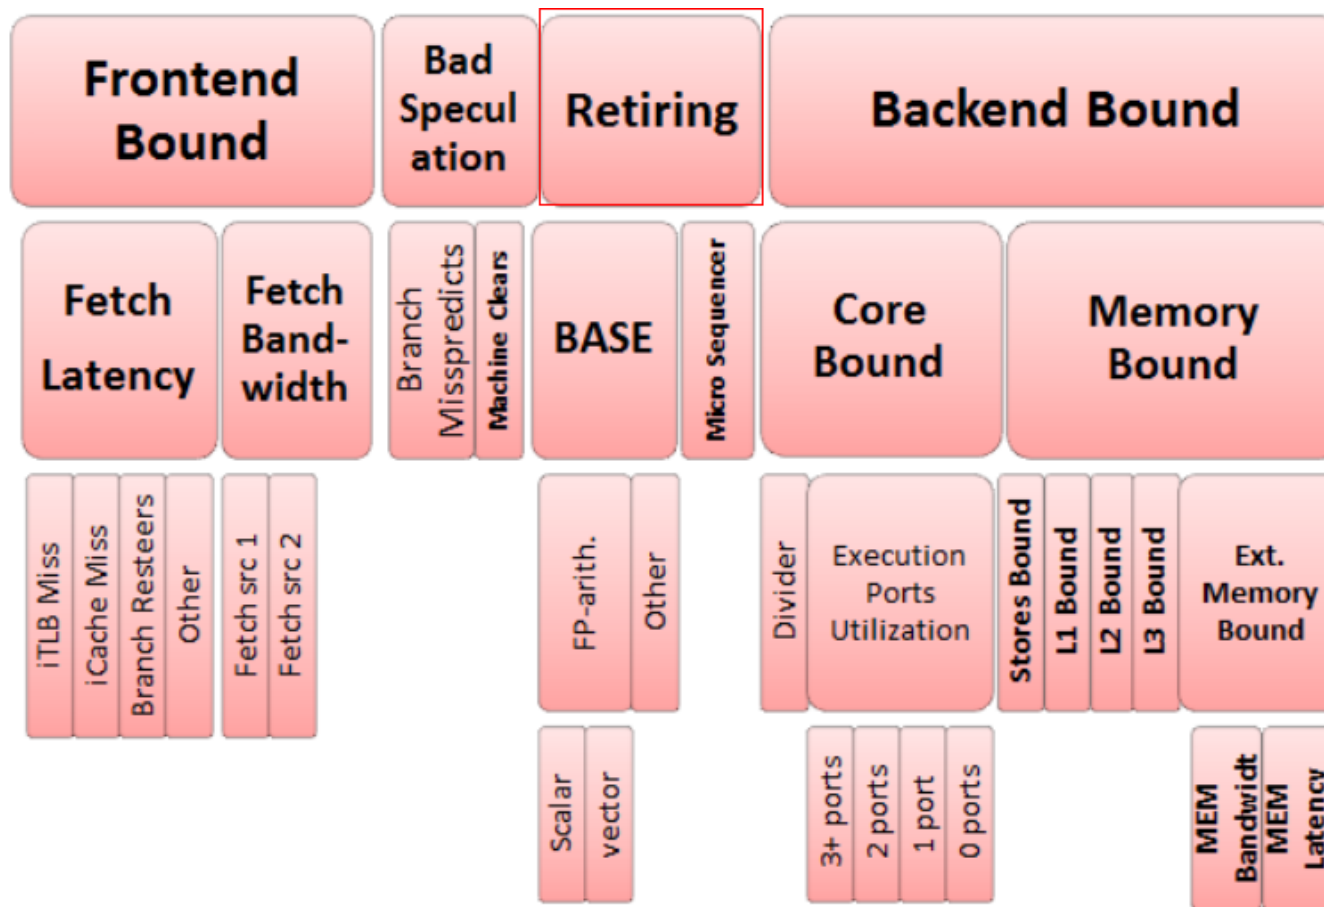 Frontend
Bound
Bad
Specul
ation
Retiring
Backend Bound
Fetch
Latency
Fetch
Band-
width
Branch
Misspredicts
Machine Clears
BASE
Micro Sequencer
Core
Bound
Memory
Bound
iTLB Miss
iCache Miss
Branch Resteers
Other
Fetch src 1
Fetch src 2
FP-arith.
Other
Divider
Execution
Ports
Utilization
Stores Bound
L1 Bound
L2 Bound
L3 Bound
Ext.
Memory
Bound
Scalar
vector
3+ ports
2 ports
1 port
0 ports
MEM
Bandwidt
MEM
Latency